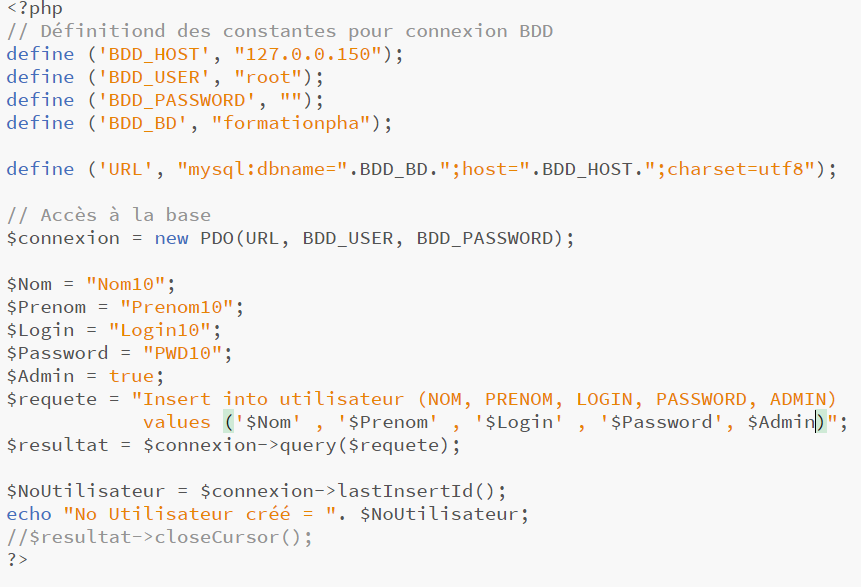 <?php
// Définitiond des constantes pour connexion BDD
define ('BDD_HOST', "127.0.0.150");
define ('BDD_USER', "root");
define ('BDD_PASSWORD', "");
define ('BDD_BD', "formationpha");
define ('URL', "mysql:dbname=".BDD_BD.";host=".BDD_HOST.";charset=utf8");
// Accès à la base
$connexion = new PDO(URL, BDD_USER, BDD_PASSWORD);
$Nom = "Nom10";
$Prenom = "Prenom10";
$Login = "Login10";
$Password = "PWD10";
$Admin = true;
$requete = "Insert into utilisateur (NOM, PRENOM, LOGIN, PASSWORD, ADMIN)
values ('$Nom' , '$Prenom' , '$Login' , '$Password', $Admin)";
$resultat = $connexion->query($requete);
$NoUtilisateur = $connexion->lastInsertId();
echo "No Utilisateur créé = ". $NoUtilisateur;
//$resultat->closeCursor();
?>